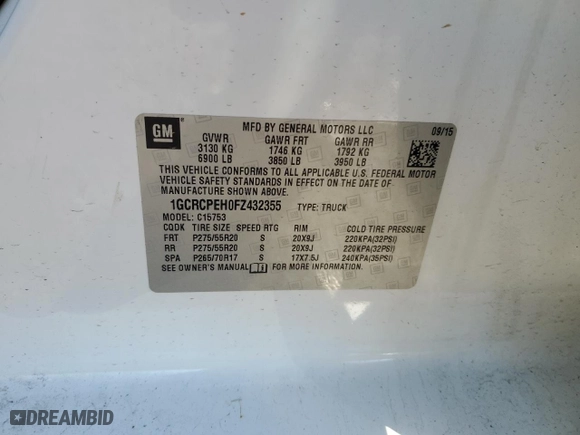 GM
MFD BY GENERAL MOTORS LLC 09/15
GVWR GAWR FRT GAWR RR
3130 KG 1746 KG 1792 KG
6900 LB 3850 LB 3950 LB
THIS VEHICLE CONFORMS TO ALL APPLICABLE U.S. FEDERAL MOTOR
VEHICLE SAFETY STANDARDS IN EFFECT ON THE DATE OF
MANUFACTURE SHOWN ABOVE.
1GCRCPEH0FZ432355 TYPE: TRUCK
MODEL: C15753
CQDK TIRE SIZE SPEED RTG RIM COLD TIRE PRESSURE
FRT P275/55R20 S 20X9J 220KPA(32PSI)
RR P275/55R20 S 20X9J 220KPA(32PSI)
SPA P265/70R17 S 17X7.5J 240KPA(35PSI)
SEE OWNER'S MANUAL FOR MORE INFORMATION.
DREAMBID